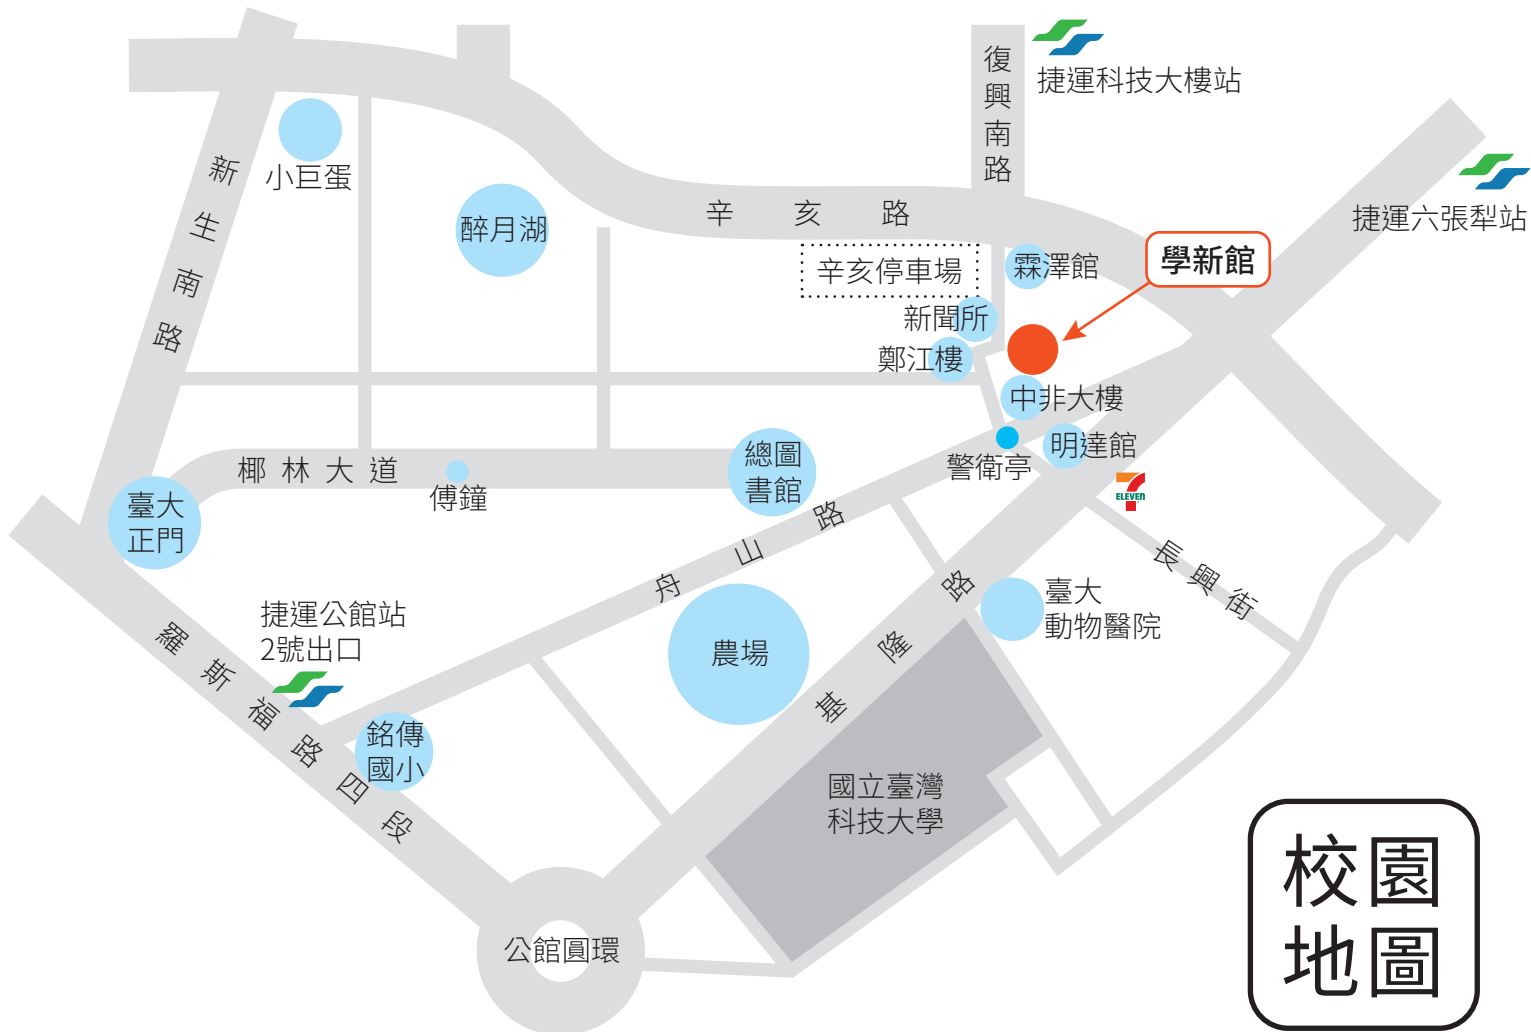 復興南路
捷運科技大樓站
新生南路
小巨蛋
捷運六張犁站
醉月湖
辛亥路
學新館
辛亥停車場
霖澤館
新聞所
鄭江樓
中非大樓
椰林大道
傅鐘
總圖
書館
警衛亭
明達館
7
ELEVEN
臺大
正門
舟山路
長興街
臺大
動物醫院
捷運公館站
2號出口
羅斯福路四段
農場
基隆路
銘傳
國小
國立臺灣
科技大學
公館圓環
校園
地圖